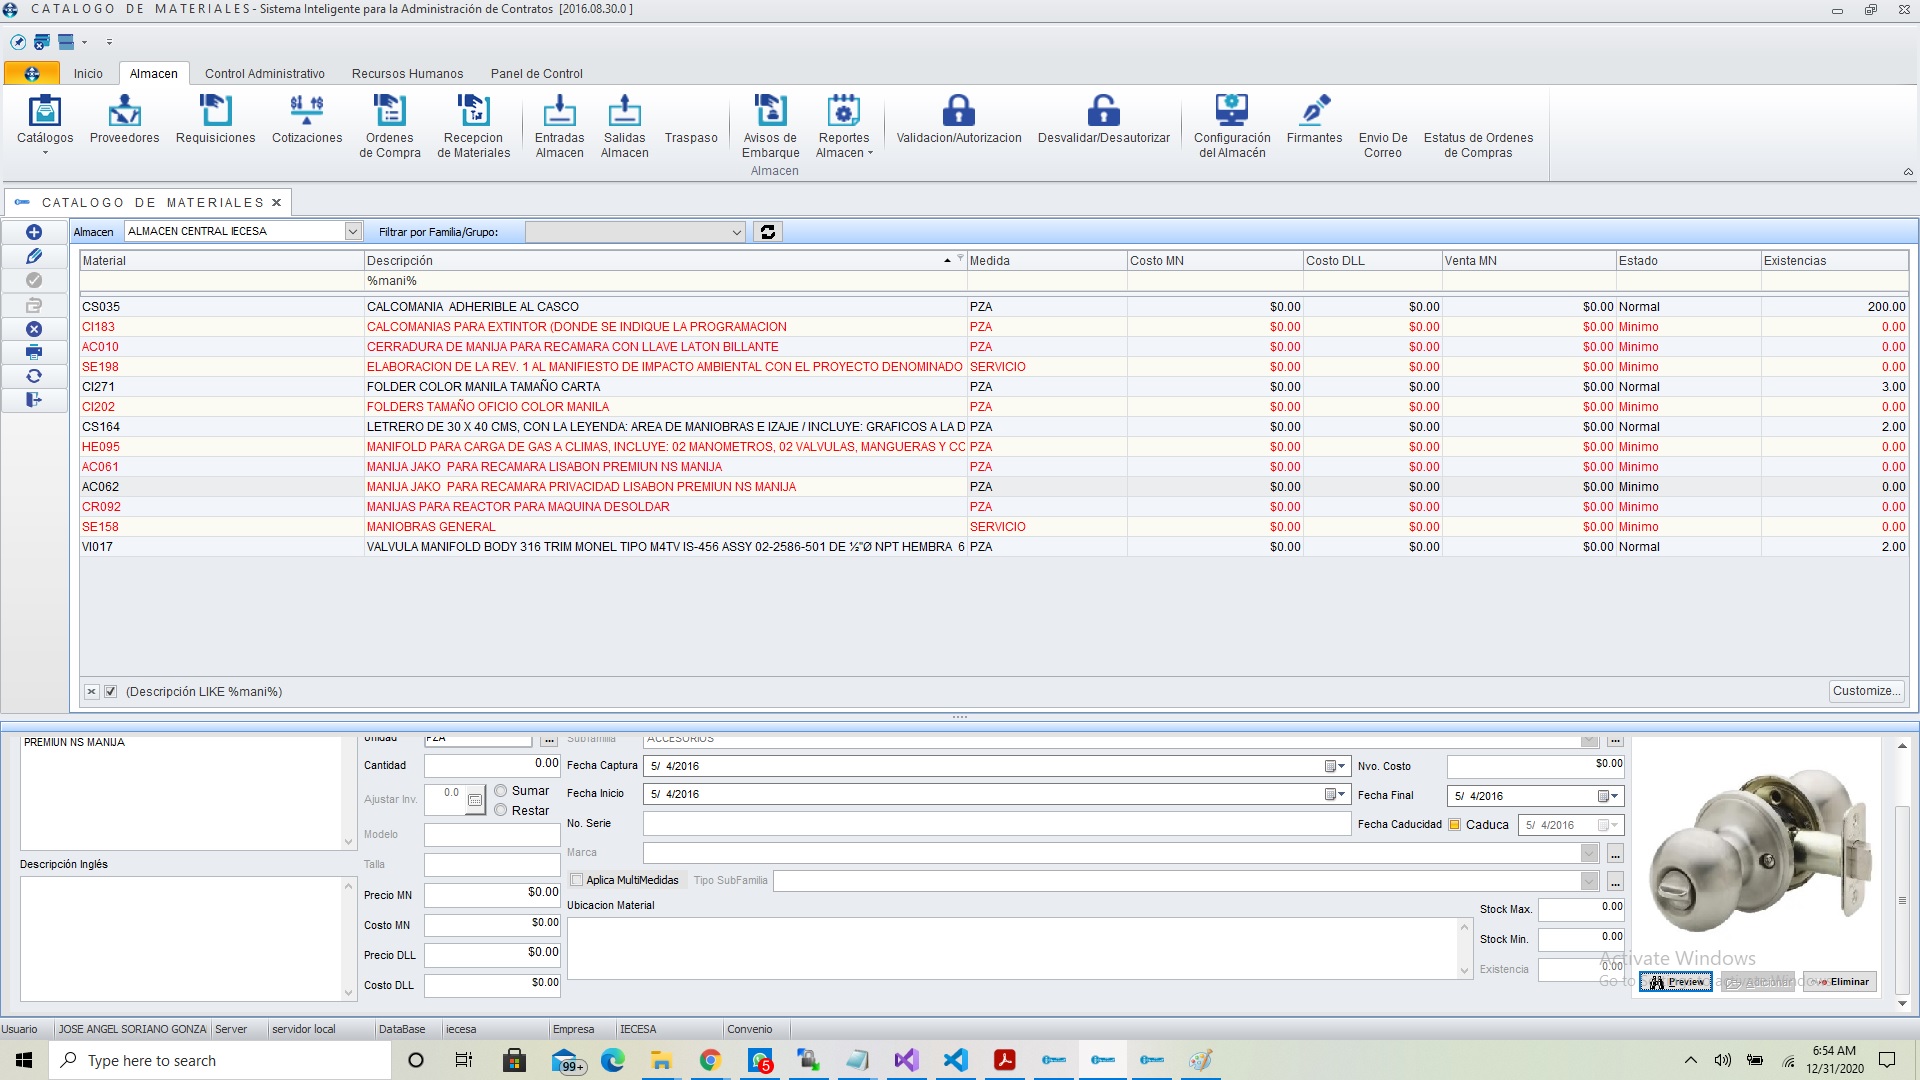 CATALOGO DE MATERIALES - Sistema Inteligente para la Administración de Contratos [2016.08.30.0 ]
Inicio Almacen Control Administrativo Recursos Humanos Panel de Control
Catálogos Proveedores Requisiciones Cotizaciones Ordenes de Compra Recepcion de Materiales Entradas Almacen Salidas Almacen Traspaso Avisos de Embarque Reportes Almacen Validacion/Autorizacion Desvalidar/Desautorizar Configuración del Almacén Firmantes Envio De Correo Estatus de Ordenes de Compras
Almacen
CATALOGO DE MATERIALES
Almacen ALMACEN CENTRAL IECESA Filtrar por Familia/Grupo:
Material Descripción Medida Costo MN Costo DLL Venta MN Estado Existencias
%mani%
CS035 CALCOMANIA ADHERIBLE AL CASCO PZA $0.00 $0.00 $0.00 Normal 200.00
CI183 CALCOMANIAS PARA EXTINTOR (DONDE SE INDIQUE LA PROGRAMACION PZA $0.00 $0.00 $0.00 Minimo 0.00
AC010 CERRADURA DE MANIJA PARA RECAMARA CON LLAVE LATON BILLANTE PZA $0.00 $0.00 $0.00 Minimo 0.00
SE198 ELABORACION DE LA REV. 1 AL MANIFIESTO DE IMPACTO AMBIENTAL CON EL PROYECTO DENOMINADO SERVICIO $0.00 $0.00 $0.00 Minimo 0.00
CI271 FOLDER COLOR MANILA TAMAÑO CARTA PZA $0.00 $0.00 $0.00 Normal 3.00
CI202 FOLDERS TAMAÑO OFICIO COLOR MANILA PZA $0.00 $0.00 $0.00 Minimo 0.00
CS164 LETRERO DE 30 X 40 CMS, CON LA LEYENDA: AREA DE MANIOBRAS E IZAJE / INCLUYE: GRAFICOS A LA D PZA $0.00 $0.00 $0.00 Normal 2.00
HE095 MANIFOLD PARA CARGA DE GAS A CLIMAS, INCLUYE: 02 MANOMETROS, 02 VALVULAS, MANGUERAS Y CO PZA $0.00 $0.00 $0.00 Minimo 0.00
AC061 MANIJA JAKO PARA RECAMARA LISABON PREMIUN NS MANIJA PZA $0.00 $0.00 $0.00 Minimo 0.00
AC062 MANIJA JAKO PARA RECAMARA PRIVACIDAD LISABON PREMIUN NS MANIJA PZA $0.00 $0.00 $0.00 Minimo 0.00
CR092 MANIJAS PARA REACTOR PARA MAQUINA DESOLDAR PZA $0.00 $0.00 $0.00 Minimo 0.00
SE158 MANIOBRAS GENERAL SERVICIO $0.00 $0.00 $0.00 Minimo 0.00
VI017 VALVULA MANIFOLD BODY 316 TRIM MONEL TIPO M4TV IS-456 ASSY 02-2586-501 DE ½"Ø NPT HEMBRA 6 PZA $0.00 $0.00 $0.00 Normal 2.00
(Descripción LIKE %mani%) Customize...
PREMIUN NS MANIJA Unidad PZA Subfamilia ACCESORIOS
Cantidad 0.00 Fecha Captura 5/ 4/2016 Nvo. Costo $0.00
Ajustar Inv. 0.0 Sumar Restar Fecha Inicio 5/ 4/2016 Fecha Final 5/ 4/2016
No. Serie Fecha Caducidad Caduca 5/ 4/2016
Modelo
Marca
Descripción Inglés Talla
Aplica MultiMedidas Tipo SubFamilia
Precio MN $0.00 Ubicacion Material Stock Max. 0.00
Costo MN $0.00 Stock Min. 0.00
Precio DLL $0.00 Existencia 0.00
Costo DLL $0.00
Activate Windows
Preview Eliminar
Usuario JOSE ANGEL SORIANO GONZA Server servidor local DataBase iecesa Empresa IECESA Convenio
Type here to search 99+ 5 6:54 AM
12/31/2020